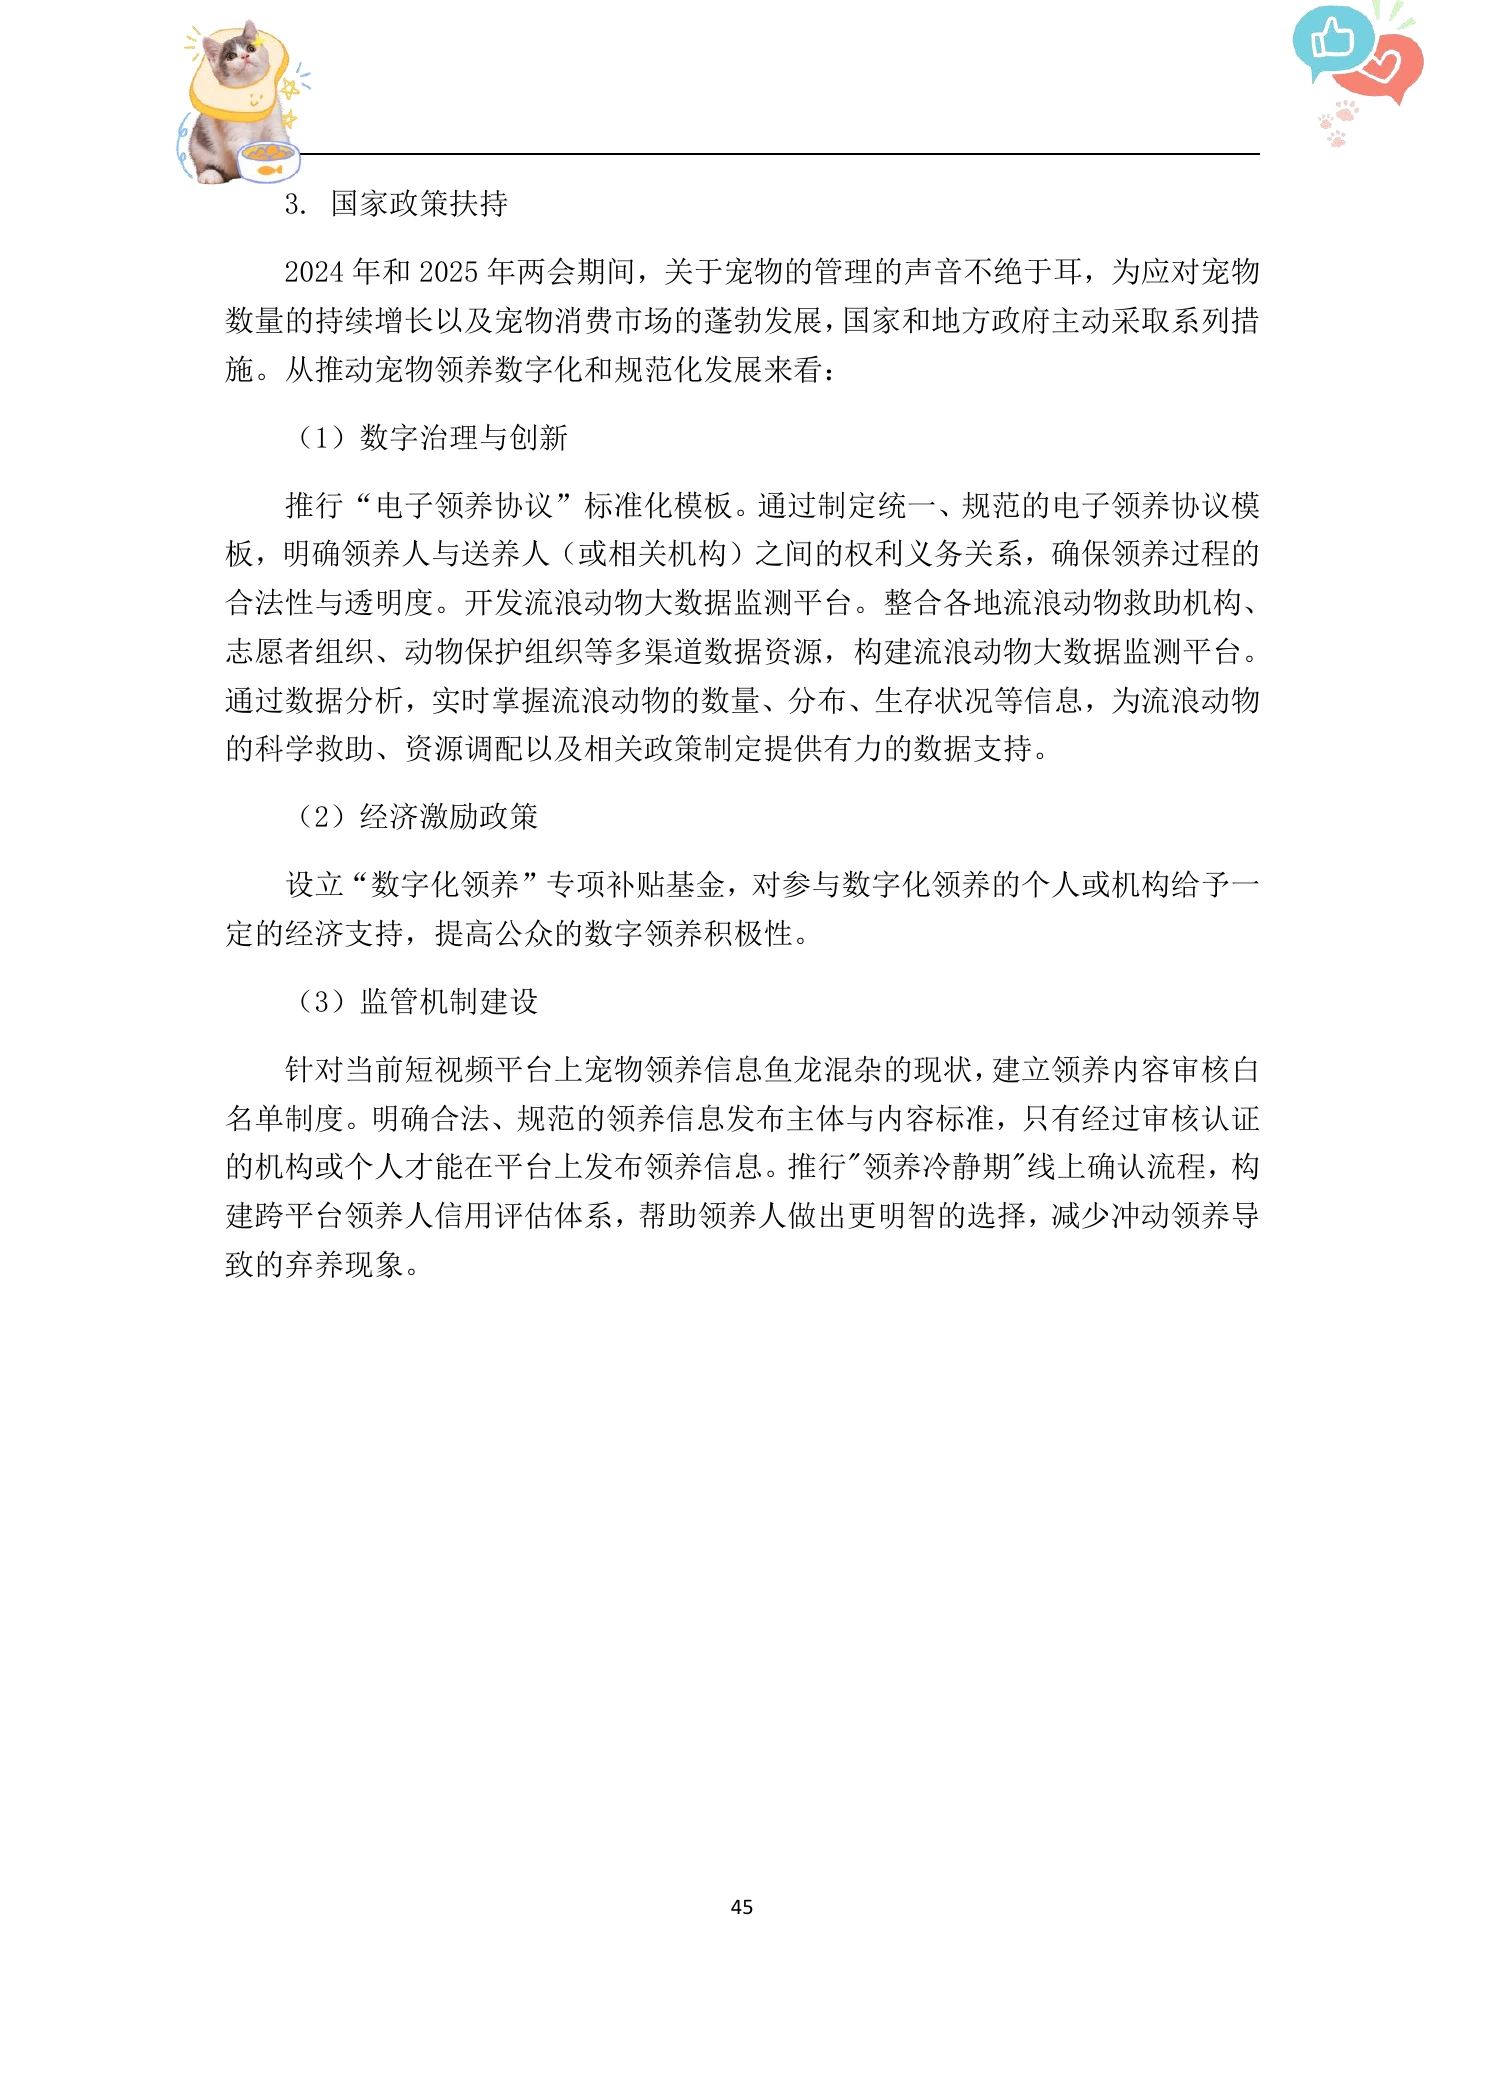 3. 国家政策扶持
2024 年和 2025 年两会期间，关于宠物的管理的声音不绝于耳，为应对宠物
数量的持续增长以及宠物消费市场的蓬勃发展，国家和地方政府主动采取系列措
施。从推动宠物领养数字化和规范化发展来看：
（1）数字治理与创新
推行“电子领养协议”标准化模板。通过制定统一、规范的电子领养协议模
板，明确领养人与送养人（或相关机构）之间的权利义务关系，确保领养过程的
合法性与透明度。开发流浪动物大数据监测平台。整合各地流浪动物救助机构、
志愿者组织、动物保护组织等多渠道数据资源，构建流浪动物大数据监测平台。
通过数据分析，实时掌握流浪动物的数量、分布、生存状况等信息，为流浪动物
的科学救助、资源调配以及相关政策制定提供有力的数据支持。
（2）经济激励政策
设立“数字化领养”专项补贴基金，对参与数字化领养的个人或机构给予一
定的经济支持，提高公众的数字领养积极性。
（3）监管机制建设
针对当前短视频平台上宠物领养信息鱼龙混杂的现状，建立领养内容审核白
名单制度。明确合法、规范的领养信息发布主体与内容标准，只有经过审核认证
的机构或个人才能在平台上发布领养信息。推行"领养冷静期"线上确认流程，构
建跨平台领养人信用评估体系，帮助领养人做出更明智的选择，减少冲动领养导
致的弃养现象。
45